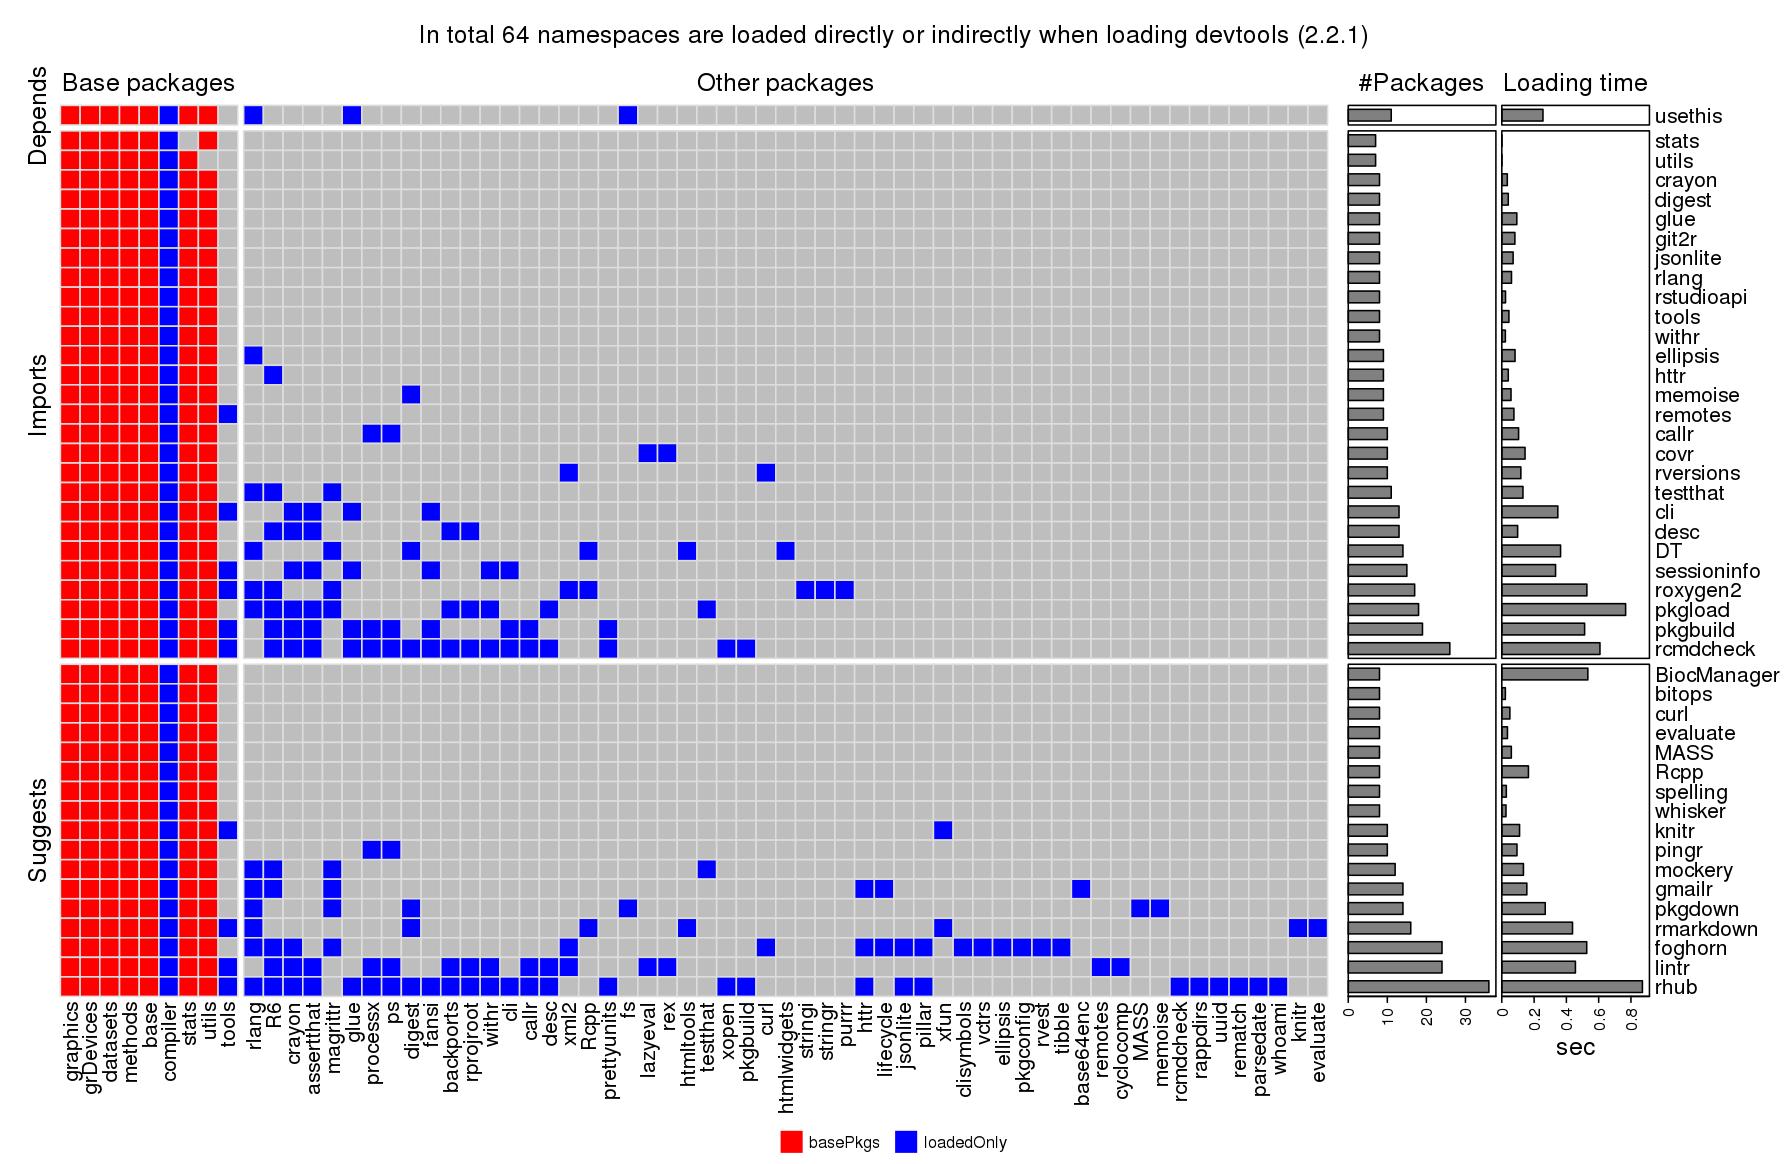 In total 64 namespaces are loaded directly or indirectly when loading devtools (2.2.1)
Base packages
Other packages
#Packages
Loading time
Depends
Imports
Suggests
usethis
stats
utils
crayon
digest
glue
git2r
jsonlite
rlang
rstudioapi
tools
withr
ellipsis
httr
memoise
remotes
callr
covr
rversions
testthat
cli
desc
DT
sessioninfo
roxygen2
pkgload
pkgbuild
rcmdcheck
BiocManager
bitops
curl
evaluate
MASS
Rcpp
spelling
whisker
knitr
pingr
mockery
gmailr
pkgdown
rmarkdown
foghorn
lintr
rhub
graphics
grDevices
datasets
methods
base
compiler
stats
utils
tools
rlang
R6
crayon
assertthat
magrittr
glue
processx
ps
digest
fansi
backports
rprojroot
withr
cli
callr
desc
xml2
Rcpp
prettyunits
fs
lazyeval
rex
htmltools
testthat
xopen
pkgbuild
curl
htmlwidgets
stringi
stringr
purrr
httr
lifecycle
jsonlite
pillar
xfun
clisymbols
vctrs
ellipsis
pkgconfig
rvest
tibble
base64enc
remotes
cyclocomp
MASS
memoise
rcmdcheck
rappdirs
uuid
rematch
parsedate
whoami
knitr
evaluate
0
10
20
30
0
0.2
0.4
0.6
0.8
sec
basePkgs
loadedOnly